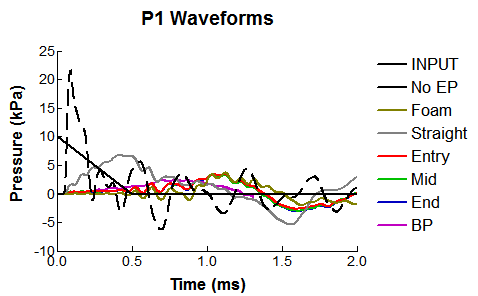 P1 Waveforms
Pressure (kPa)
25
20
15
10
5
0
-5
-10
0.0
0.5
1.0
1.5
2.0
Time (ms)
INPUT
No EP
Foam
Straight
Entry
Mid
End
BP